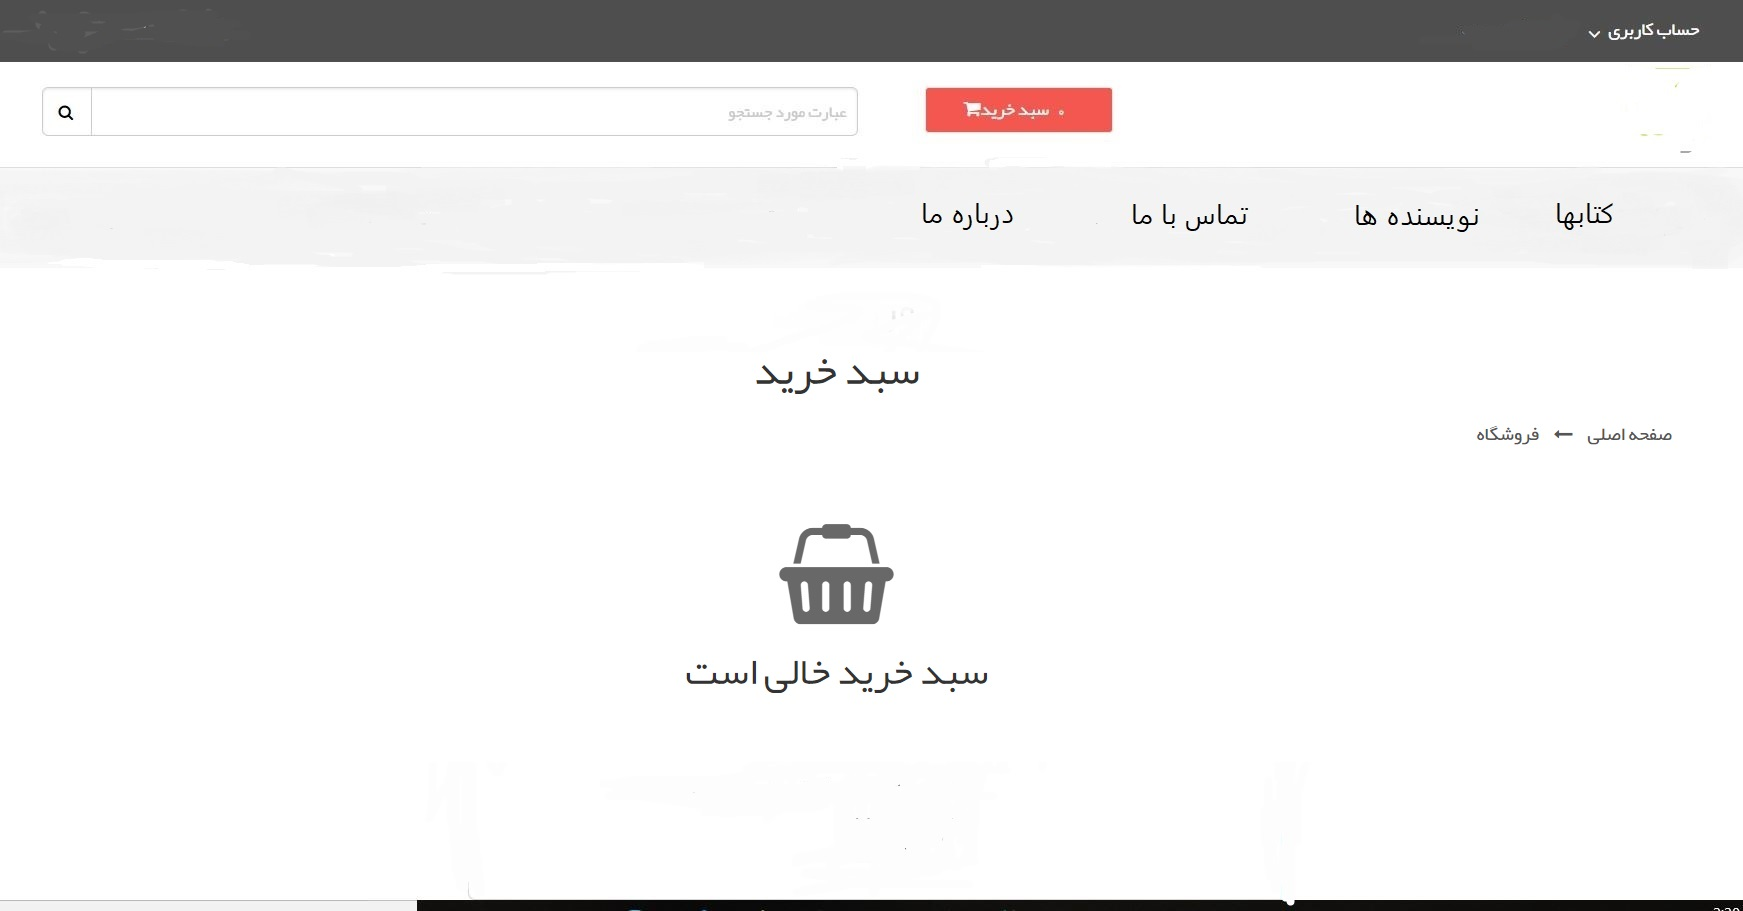 حساب کاربری
۰ سبد خرید
عبارت مورد جستجو
کتابها نویسنده ها تماس با ما درباره ما
سبد خرید
صفحه اصلی ← فروشگاه
سبد خرید خالی است